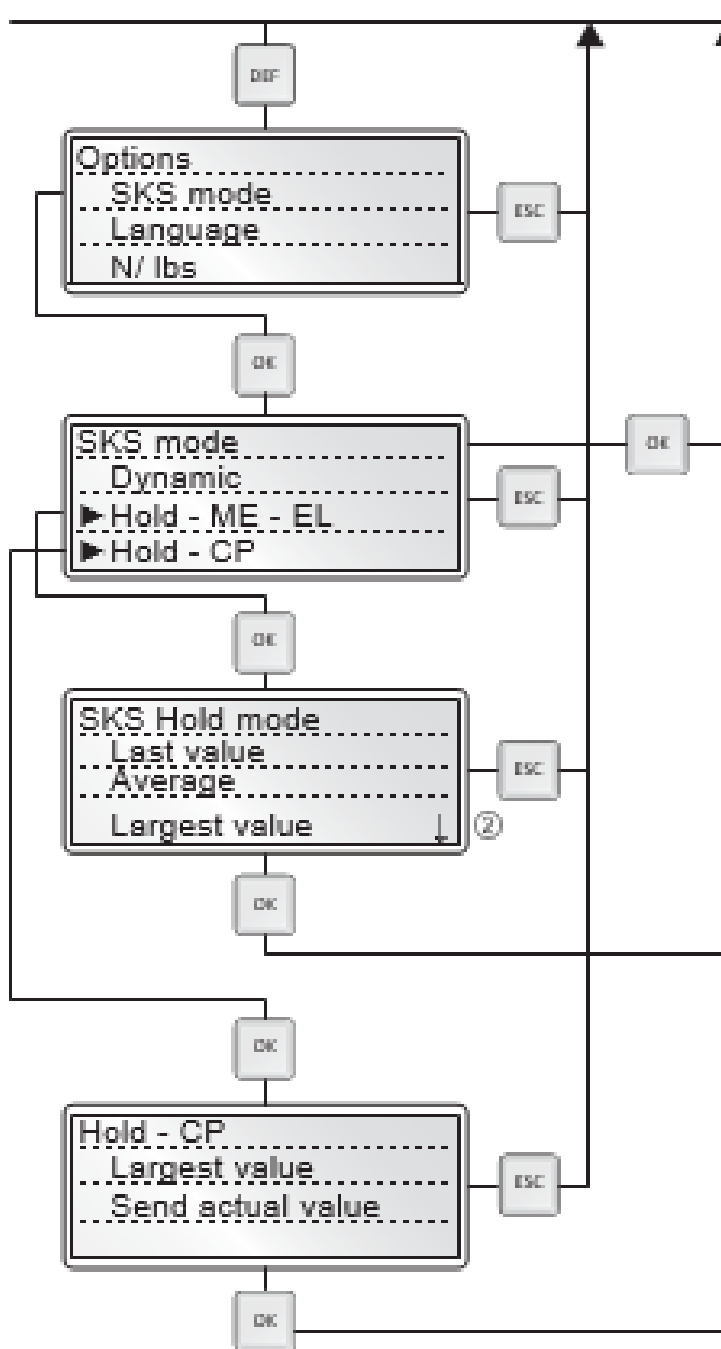 DEF
Options
SKS mode
Language
N/ lbs
ESC
OK
SKS mode
Dynamic
▶Hold - ME - EL
▶Hold - CP
OK
ESC
OK
SKS Hold mode
Last value
Average
Largest value ↓ ②
ESC
OK
OK
Hold - CP
Largest value
Send actual value
ESC
OK